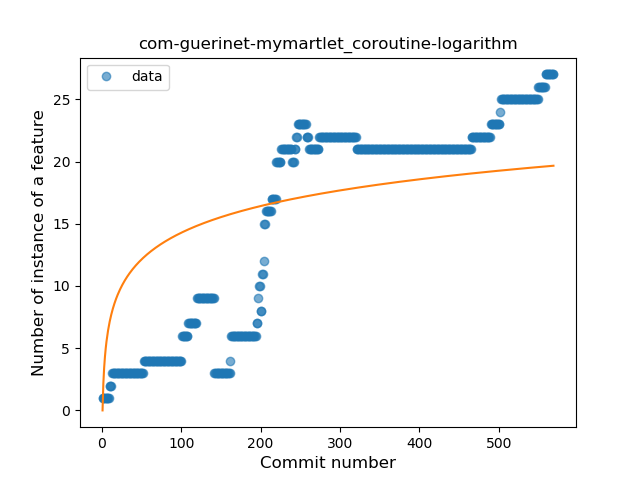 com-guerinet-mymartlet_coroutine-logarithm
data
Number of instance of a feature
25
20
15
10
5
0
0 100 200 300 400 500
Commit number